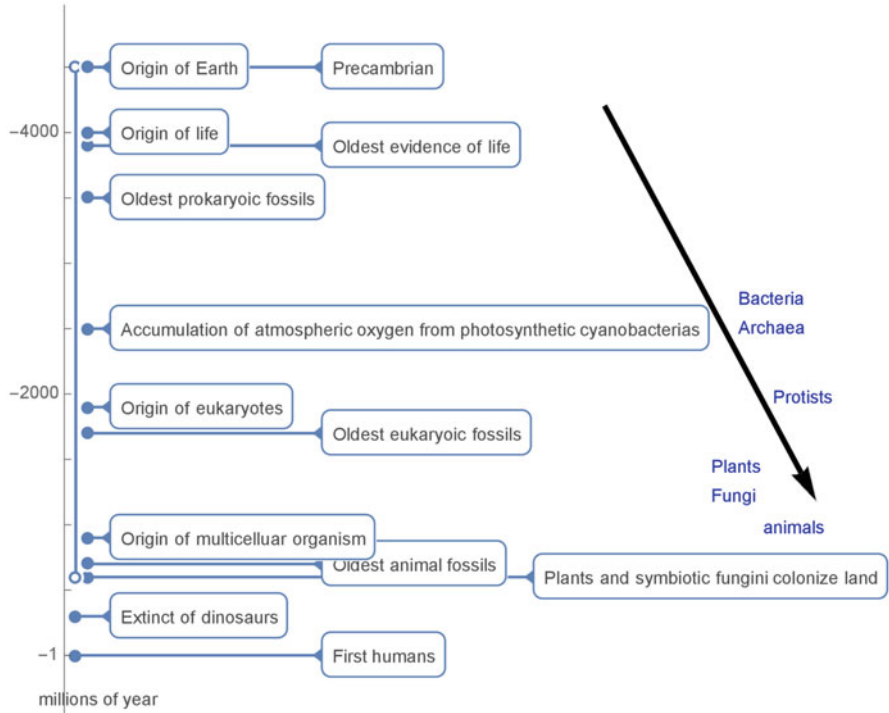 Origin of Earth
Precambrian
−4000
Origin of life
Oldest evidence of life
Oldest prokaryoic fossils
Bacteria
Accumulation of atmospheric oxygen from photosynthetic cyanobacterias
Archaea
−2000
Protists
Origin of eukaryotes
Oldest eukaryoic fossils
Plants
Fungi
animals
Origin of multicelluar organism
Oldest animal fossils
Plants and symbiotic fungini colonize land
Extinct of dinosaurs
−1
First humans
millions of year